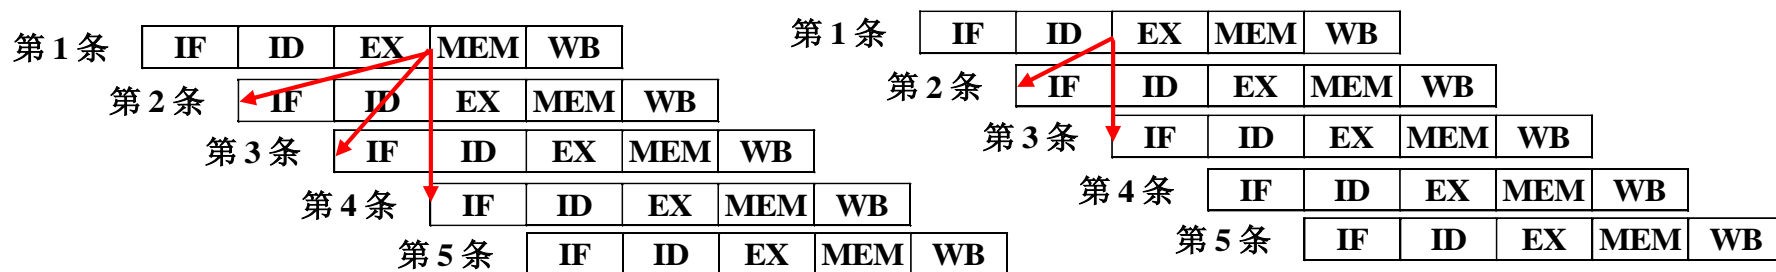 第 1 条 IF ID EX MEM WB
第 2 条 IF ID EX MEM WB
第 3 条 IF ID EX MEM WB
第 4 条 IF ID EX MEM WB
第 5 条 IF ID EX MEM WB
第 1 条 IF ID EX MEM WB
第 2 条 IF ID EX MEM WB
第 3 条 IF ID EX MEM WB
第 4 条 IF ID EX MEM WB
第 5 条 IF ID EX MEM WB